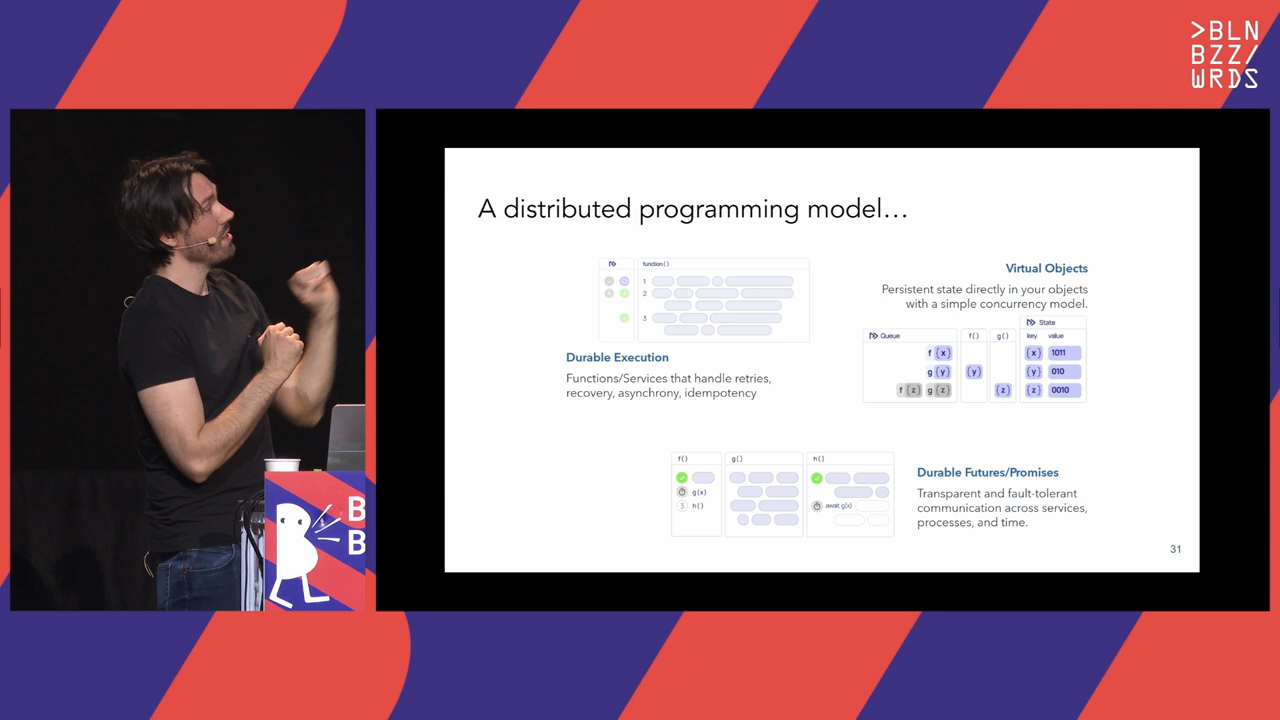 >BLN
BZZ/
WRDS
A distributed programming model…
function()
1
2
3
Durable Execution
Functions/Services that handle retries,
recovery, asynchrony, idempotency
Virtual Objects
Persistent state directly in your objects
with a simple concurrency model.
Queue f() g() State
key value
f {x} {x} 1011
g {y} {y} {y} 010
f {z} g {z} {z} {z} 0010
f() g() h()
g(x) await g(x)
3 h()
Durable Futures/Promises
Transparent and fault-tolerant
communication across services,
processes, and time.
31
B
B